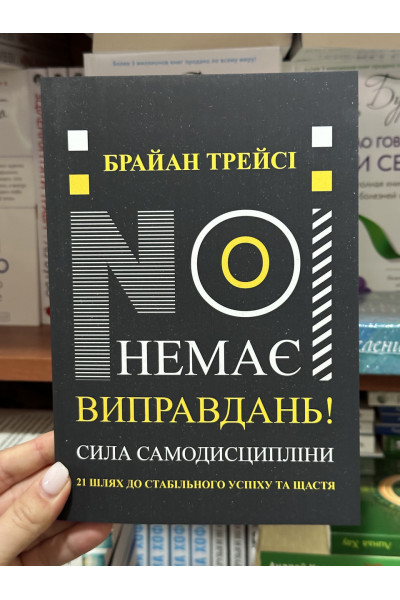 БРАЙАН ТРЕЙСІ
NO!
НЕМАЄ
ВИПРАВДАНЬ!
СИЛА САМОДИСЦИПЛІНИ
21 ШЛЯХ ДО СТАБІЛЬНОГО УСПІХУ ТА ЩАСТЯ